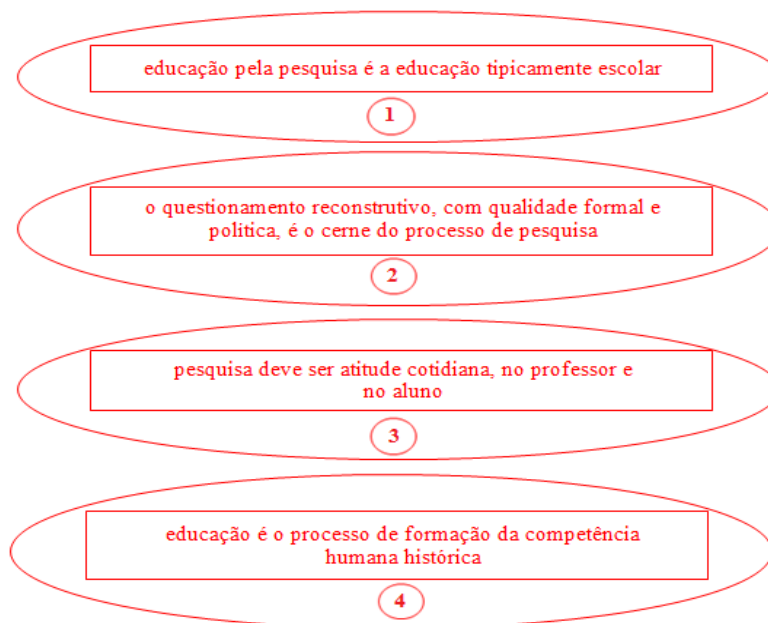 educação pela pesquisa é a educação tipicamente escolar
1
o questionamento reconstrutivo, com qualidade formal e
politica, é o cerne do processo de pesquisa
2
pesquisa deve ser atitude cotidiana, no professor e
no aluno
3
educação é o processo de formação da competência
humana histórica
4